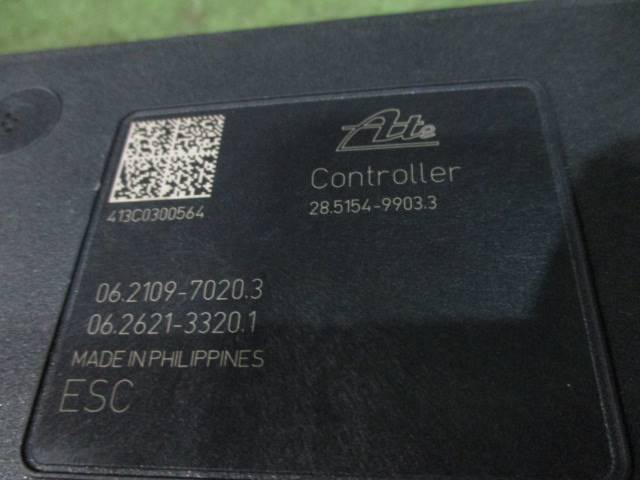 Ate
Controller
28.5154-9903.3
413C0300564
06.2109-7020.3
06.2621-3320.1
MADE IN PHILIPPINES
ESC